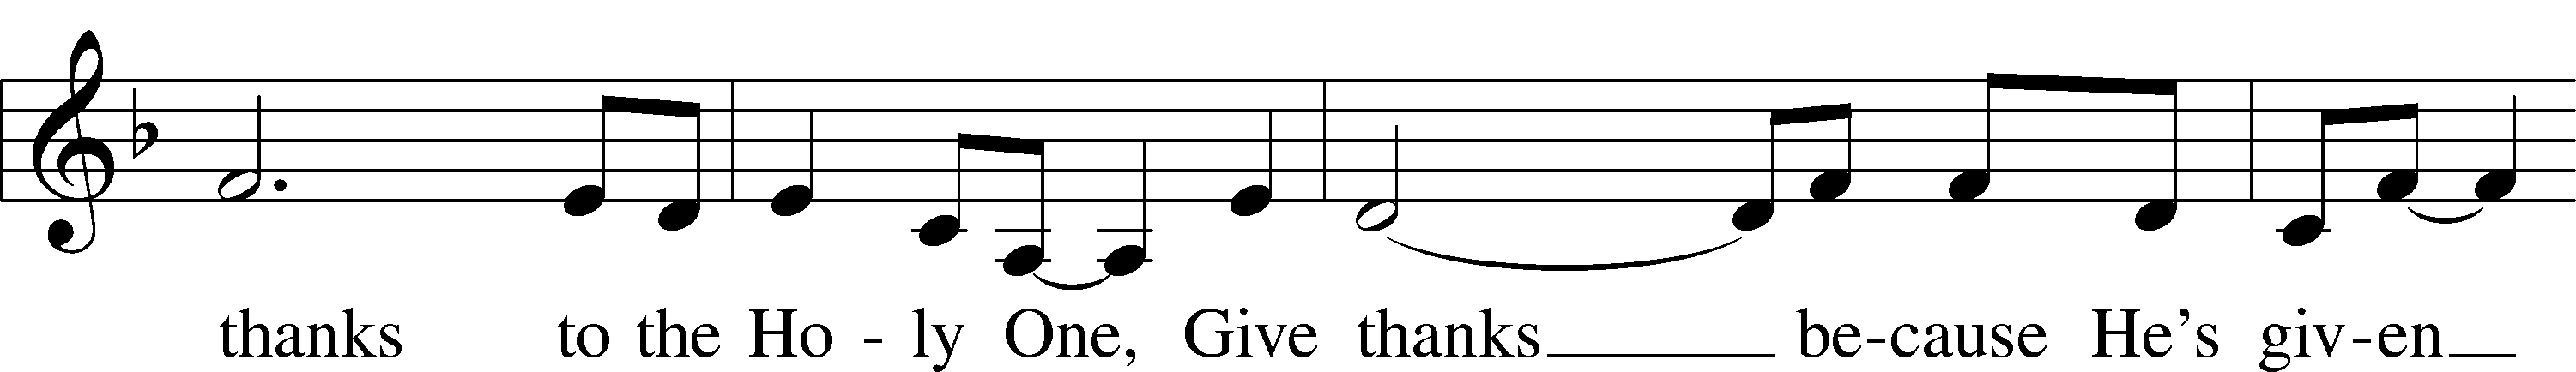 thanks to the Ho - ly One, Give thanks be-cause He's giv-en